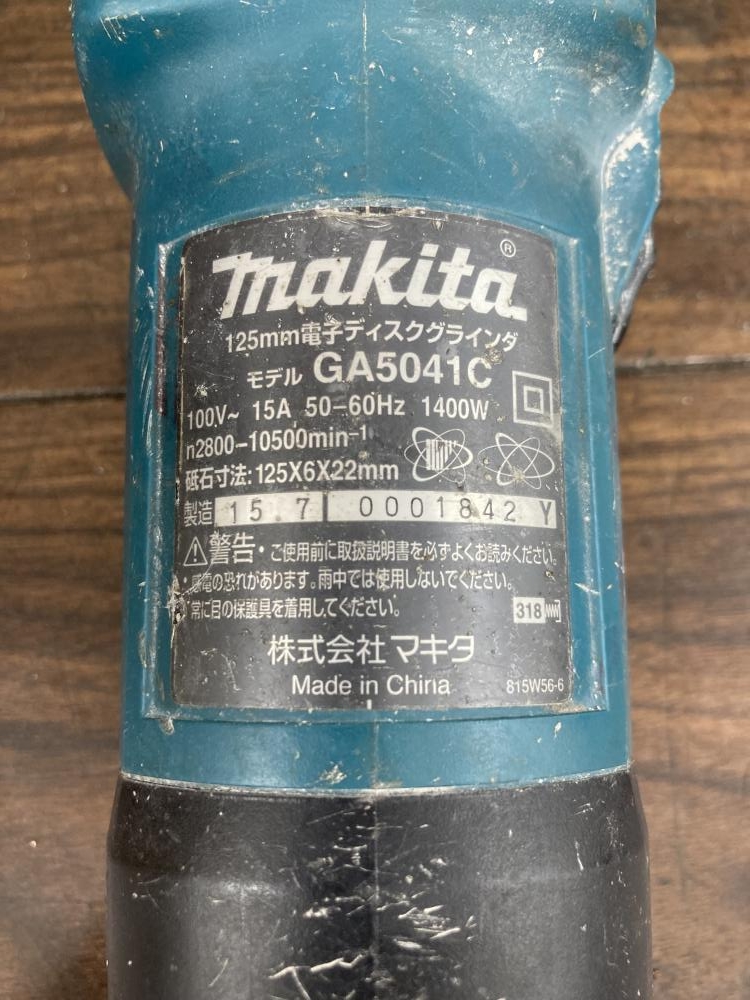 makita®
125mm電子ディスクグラインダ
モデル GA5041C
100V~ 15A 50-60Hz 1400W
n2800-10500min⁻¹
砥石寸法:125X6X22mm
製造 15 7 0001842 Y
警告・ご使用前に取扱説明書を必ずよくお読みください。
・感電の恐れがあります。雨中では使用しないでください。
常に目の保護具を着用してください。
318
株式会社 マキタ
Made in China 815W56-6